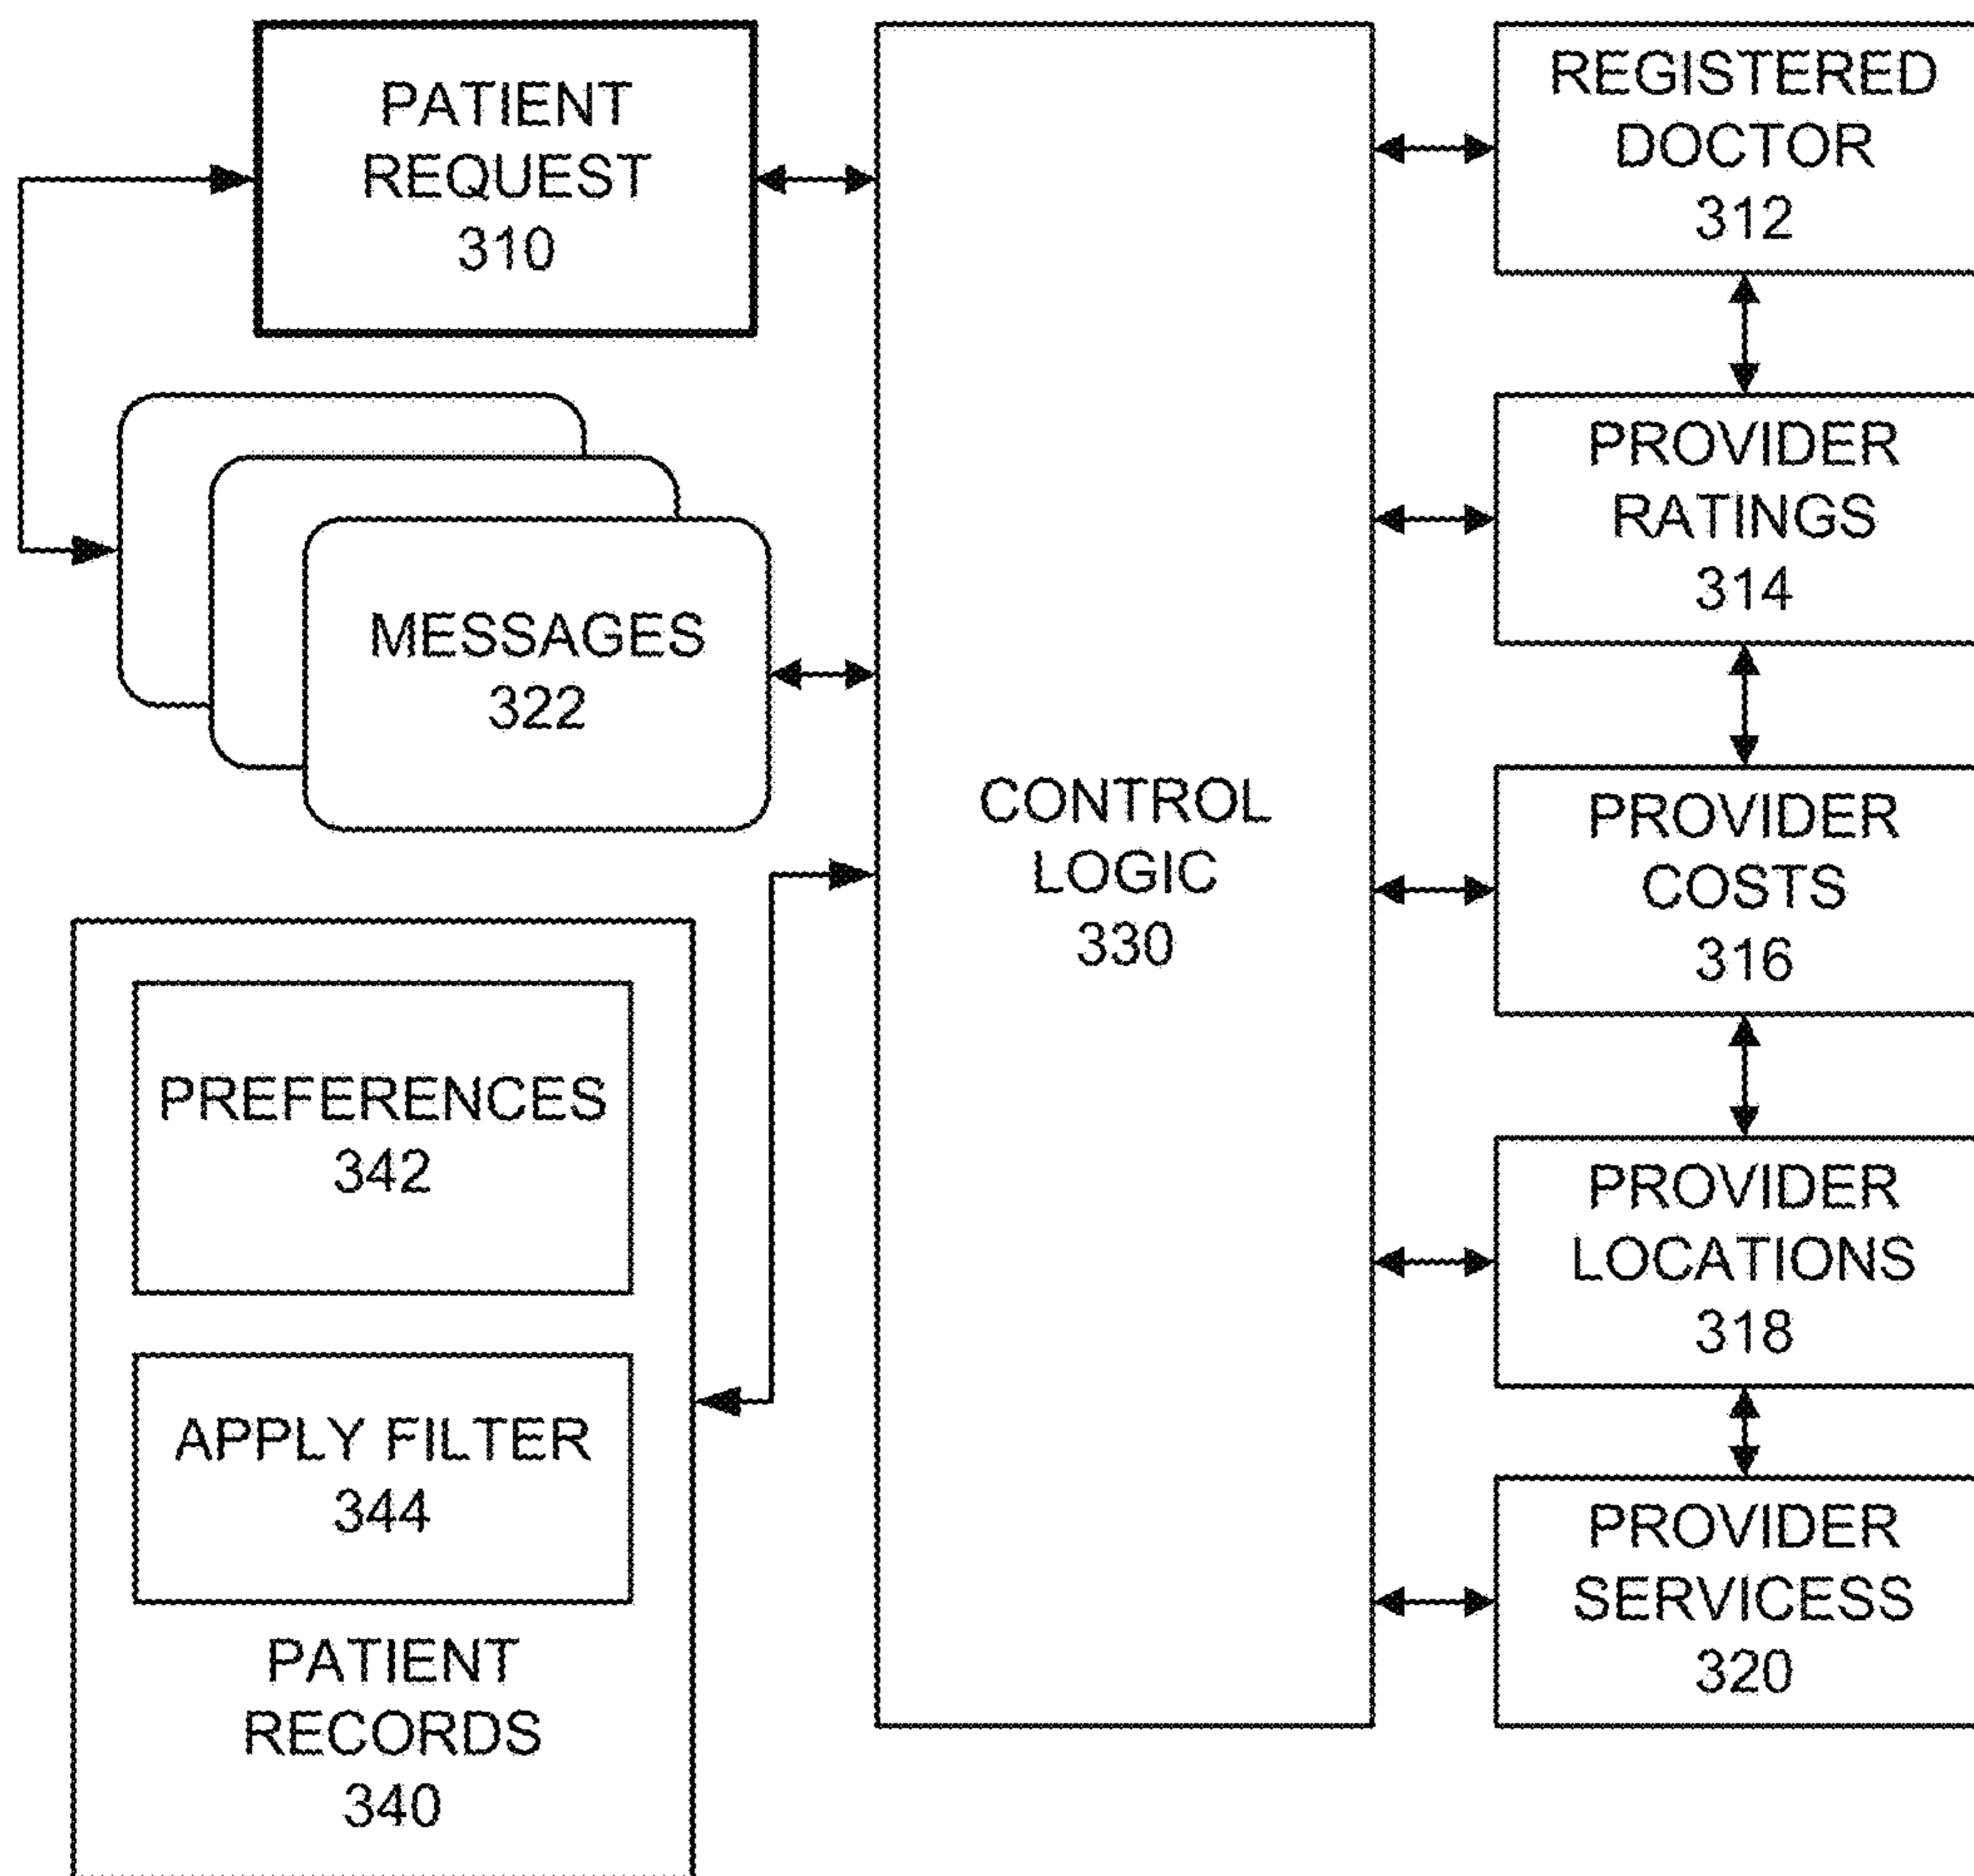 PATIENT
REQUEST
310
MESSAGES
322
PREFERENCES
342
APPLY FILTER
344
PATIENT
RECORDS
340
CONTROL
LOGIC
330
REGISTERED
DOCTOR
312
PROVIDER
RATINGS
314
PROVIDER
COSTS
316
PROVIDER
LOCATIONS
318
PROVIDER
SERVICESS
320